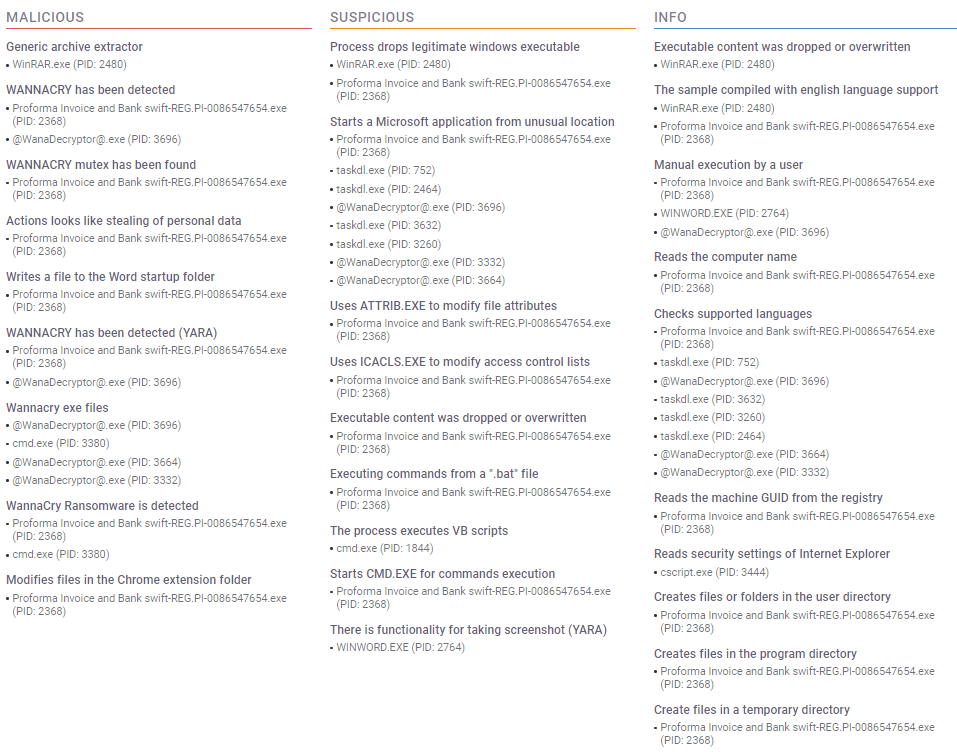 MALICIOUS
Generic archive extractor
• WinRAR.exe (PID: 2480)
WANNACRY has been detected
• Proforma Invoice and Bank swift-REG.PI-0086547654.exe
(PID: 2368)
• @WanaDecryptor@.exe (PID: 3696)
WANNACRY mutex has been found
• Proforma Invoice and Bank swift-REG.PI-0086547654.exe
(PID: 2368)
Actions looks like stealing of personal data
• Proforma Invoice and Bank swift-REG.PI-0086547654.exe
(PID: 2368)
Writes a file to the Word startup folder
• Proforma Invoice and Bank swift-REG.PI-0086547654.exe
(PID: 2368)
WANNACRY has been detected (YARA)
• Proforma Invoice and Bank swift-REG.PI-0086547654.exe
(PID: 2368)
• @WanaDecryptor@.exe (PID: 3696)
Wannacry exe files
• @WanaDecryptor@.exe (PID: 3696)
• cmd.exe (PID: 3380)
• @WanaDecryptor@.exe (PID: 3664)
• @WanaDecryptor@.exe (PID: 3332)
WannaCry Ransomware is detected
• Proforma Invoice and Bank swift-REG.PI-0086547654.exe
(PID: 2368)
• cmd.exe (PID: 3380)
Modifies files in the Chrome extension folder
• Proforma Invoice and Bank swift-REG.PI-0086547654.exe
(PID: 2368)
SUSPICIOUS
Process drops legitimate windows executable
• WinRAR.exe (PID: 2480)
• Proforma Invoice and Bank swift-REG.PI-0086547654.exe
(PID: 2368)
Starts a Microsoft application from unusual location
• Proforma Invoice and Bank swift-REG.PI-0086547654.exe
(PID: 2368)
• taskdl.exe (PID: 752)
• taskdl.exe (PID: 2464)
• @WanaDecryptor@.exe (PID: 3696)
• taskdl.exe (PID: 3632)
• taskdl.exe (PID: 3260)
• @WanaDecryptor@.exe (PID: 3332)
• @WanaDecryptor@.exe (PID: 3664)
Uses ATTRIB.EXE to modify file attributes
• Proforma Invoice and Bank swift-REG.PI-0086547654.exe
(PID: 2368)
Uses ICACLS.EXE to modify access control lists
• Proforma Invoice and Bank swift-REG.PI-0086547654.exe
(PID: 2368)
Executable content was dropped or overwritten
• Proforma Invoice and Bank swift-REG.PI-0086547654.exe
(PID: 2368)
Executing commands from a ".bat" file
• Proforma Invoice and Bank swift-REG.PI-0086547654.exe
(PID: 2368)
The process executes VB scripts
• cmd.exe (PID: 1844)
Starts CMD.EXE for commands execution
• Proforma Invoice and Bank swift-REG.PI-0086547654.exe
(PID: 2368)
There is functionality for taking screenshot (YARA)
• WINWORD.EXE (PID: 2764)
INFO
Executable content was dropped or overwritten
• WinRAR.exe (PID: 2480)
The sample compiled with english language support
• WinRAR.exe (PID: 2480)
• Proforma Invoice and Bank swift-REG.PI-0086547654.exe
(PID: 2368)
Manual execution by a user
• Proforma Invoice and Bank swift-REG.PI-0086547654.exe
(PID: 2368)
• WINWORD.EXE (PID: 2764)
• @WanaDecryptor@.exe (PID: 3696)
Reads the computer name
• Proforma Invoice and Bank swift-REG.PI-0086547654.exe
(PID: 2368)
Checks supported languages
• Proforma Invoice and Bank swift-REG.PI-0086547654.exe
(PID: 2368)
• taskdl.exe (PID: 752)
• @WanaDecryptor@.exe (PID: 3696)
• taskdl.exe (PID: 3632)
• taskdl.exe (PID: 3260)
• taskdl.exe (PID: 2464)
• @WanaDecryptor@.exe (PID: 3664)
• @WanaDecryptor@.exe (PID: 3332)
Reads the machine GUID from the registry
• Proforma Invoice and Bank swift-REG.PI-0086547654.exe
(PID: 2368)
Reads security settings of Internet Explorer
• cscript.exe (PID: 3444)
Creates files or folders in the user directory
• Proforma Invoice and Bank swift-REG.PI-0086547654.exe
(PID: 2368)
Creates files in the program directory
• Proforma Invoice and Bank swift-REG.PI-0086547654.exe
(PID: 2368)
Create files in a temporary directory
• Proforma Invoice and Bank swift-REG.PI-0086547654.exe
(PID: 2368)